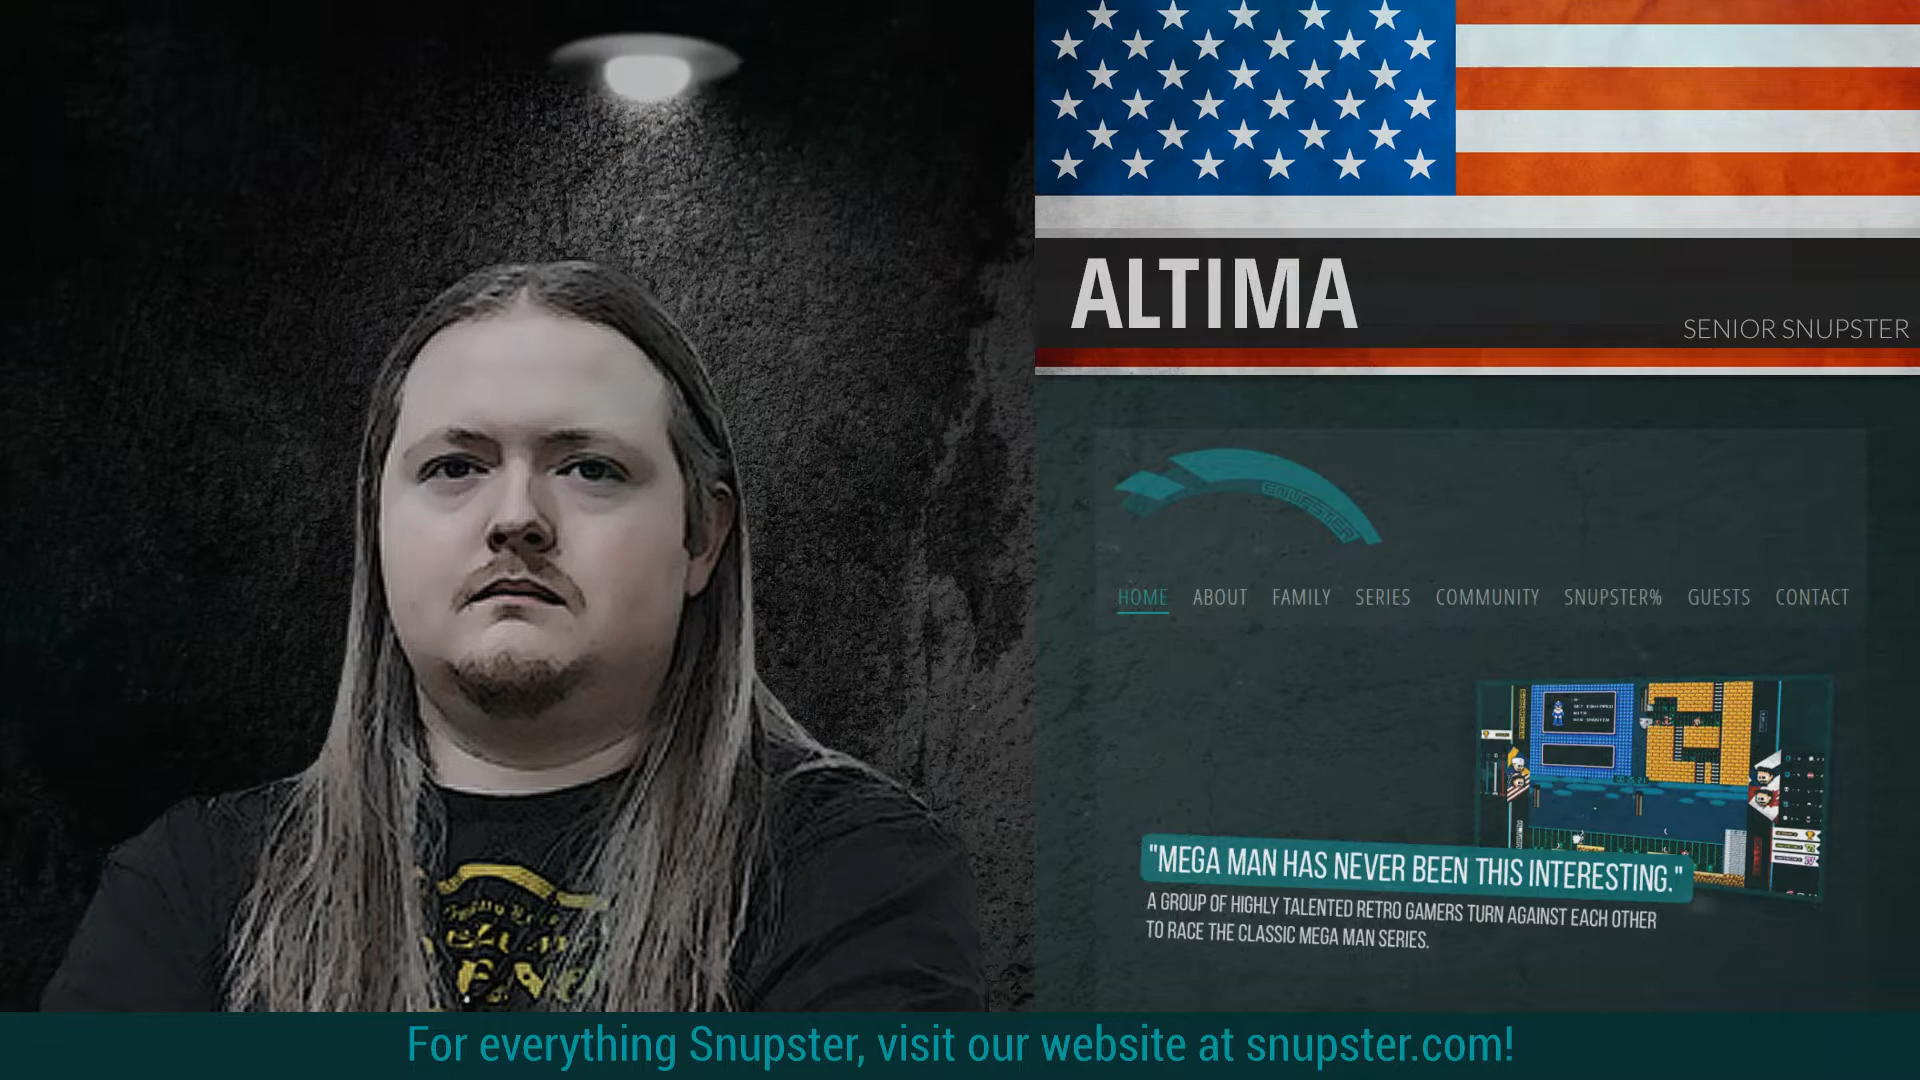 ALTIMA
SENIOR SNUPSTER
SNUPSTER
HOME ABOUT FAMILY SERIES COMMUNITY SNUPSTER% GUESTS CONTACT
"MEGA MAN HAS NEVER BEEN THIS INTERESTING."
A GROUP OF HIGHLY TALENTED RETRO GAMERS TURN AGAINST EACH OTHER
TO RACE THE CLASSIC MEGA MAN SERIES.
For everything Snupster, visit our website at snupster.com!